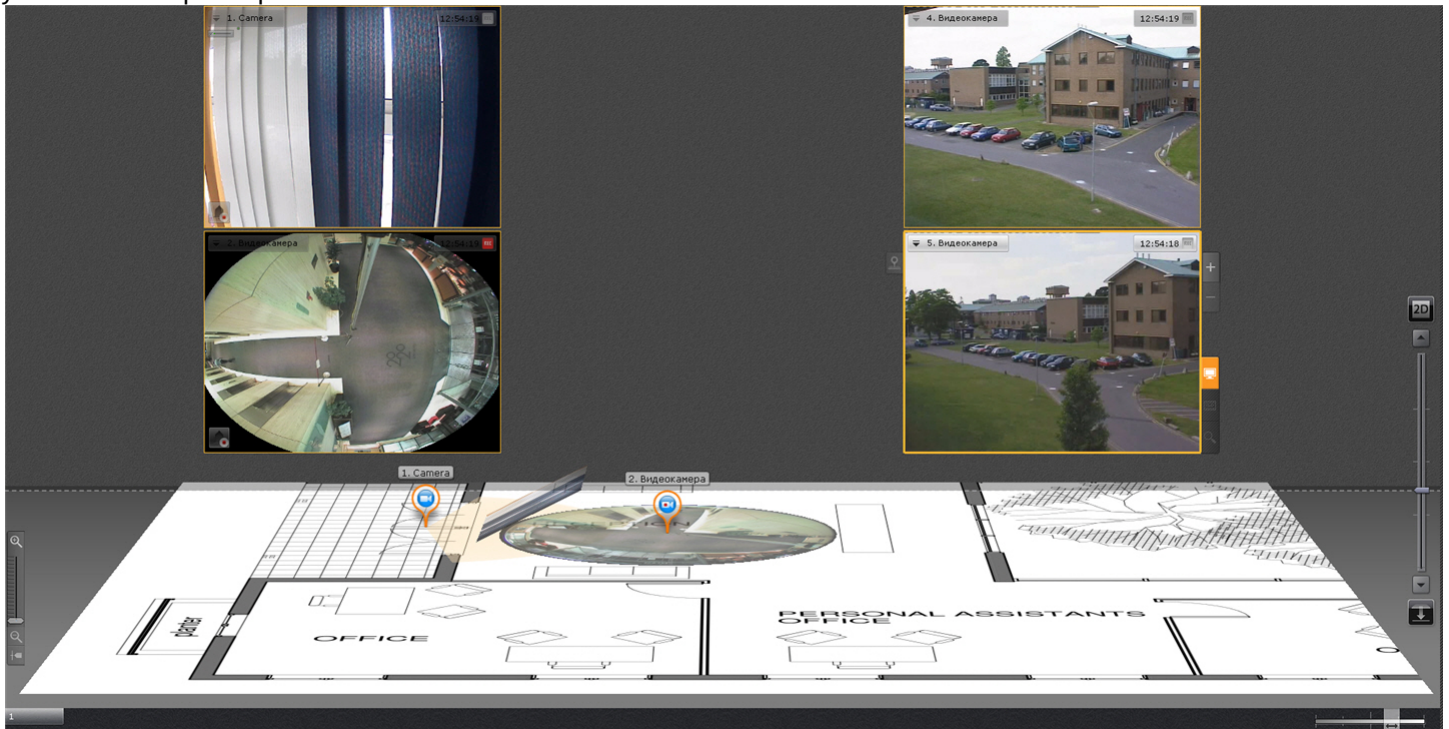 1. Camera
12:54:19
4. Видеокамера
12:54:19
2. Видеокамера
12:54:19
5. Видеокамера
12:54:18
2D
1. Camera
2. Видеокамера
planter
OFFICE
PERSONAL ASSISTANTS
OFFICE
1